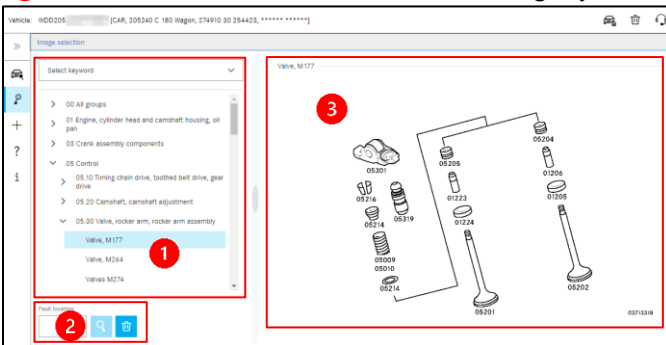 Vehicle: WDD205 [CAR, 205240 C 180 Wagon, 274910 30 254423, ****** ******]
Image selection
Select keyword
00 All groups
01 Engine, cylinder head and camshaft housing, oil
pan
03 Crank assembly components
05 Control
05.10 Timing chain drive, toothed belt drive, gear
drive
05.20 Camshaft, camshaft adjustment
05.30 Valve, rocker arm, rocker arm assembly
Valve, M177
Valve, M264
Valves M274
1
Fault location
2
Valve, M177
3
05204
05301
05205
01206
05216
01223
01205
05214
05319
01224
05009
05010
05214
05202
05201
03713318